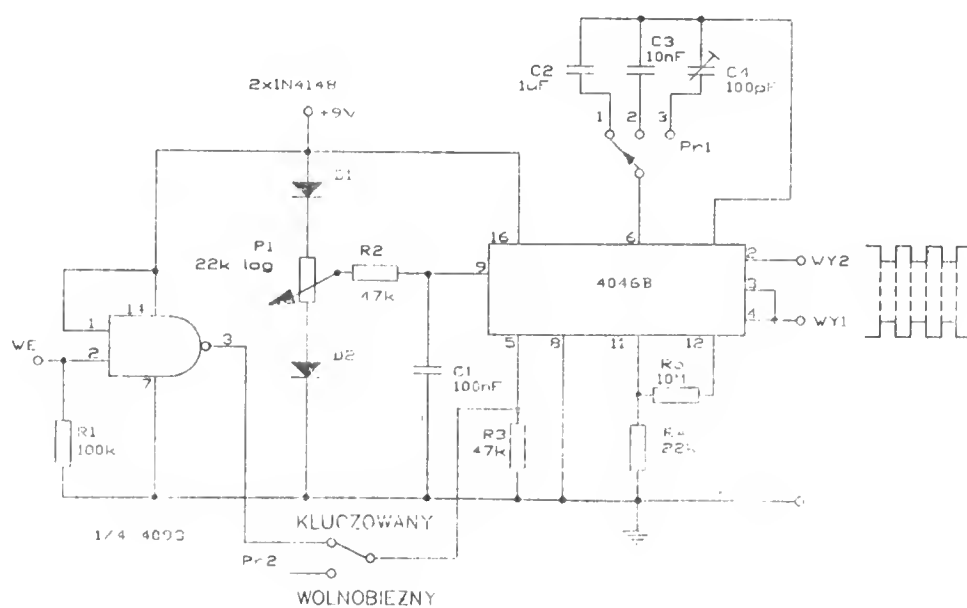 C3
10nF
C2
1uF
C4
100pF
1
2
3
Pr1
2x1N4148
+9V
D1
P1
22k log
R2
47k
16
6
9
4046B
2
3
4
WY2
WY1
14
1
WE
2
3
7
D2
C1
100nF
5
8
11
12
10M
R1
100k
R3
47k
R4
22k
1/4
KLUCZOWANY
Pr2
WOLNOBIEZNY